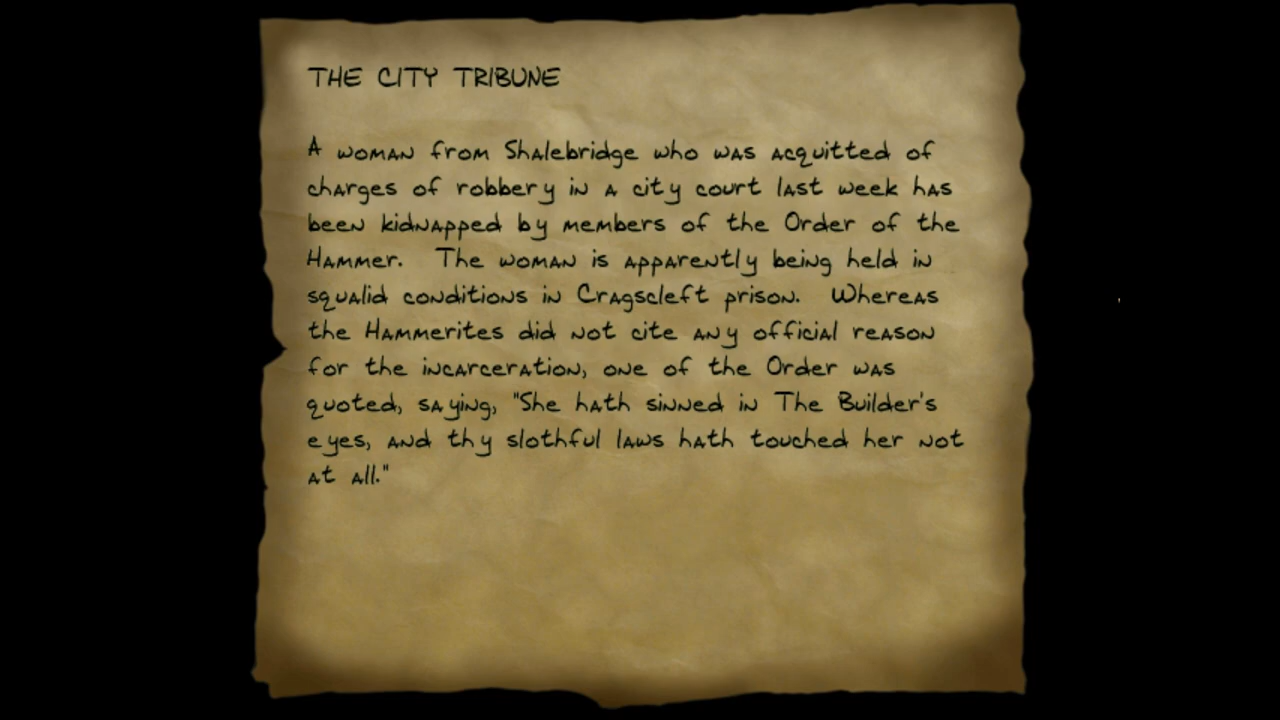 THE CITY TRIBUNE
A woman from Shalebridge who was acquitted of
charges of robbery in a city court last week has
been kidnapped by members of the Order of the
Hammer.  The woman is apparently being held in
squalid conditions in Cragscleft prison.  Whereas
the Hammerites did not cite any official reason
for the incarceration, one of the Order was
quoted, saying, "She hath sinned in The Builder's
eyes, and thy slothful laws hath touched her not
at all."